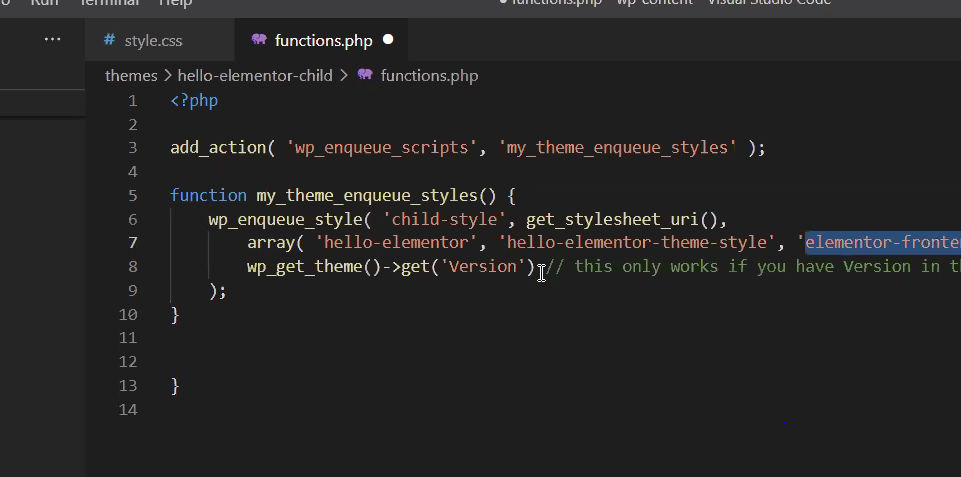 Run Terminal Help functions.php - wp-content - Visual Studio Code
... # style.css functions.php
themes > hello-elementor-child > functions.php
1 <?php
2
3 add_action( 'wp_enqueue_scripts', 'my_theme_enqueue_styles' );
4
5 function my_theme_enqueue_styles() {
6 wp_enqueue_style( 'child-style', get_stylesheet_uri(),
7 array( 'hello-elementor', 'hello-elementor-theme-style', 'elementor-fronte
8 wp_get_theme()->get('Version') // this only works if you have Version in t
9 );
10 }
11
12
13 }
14